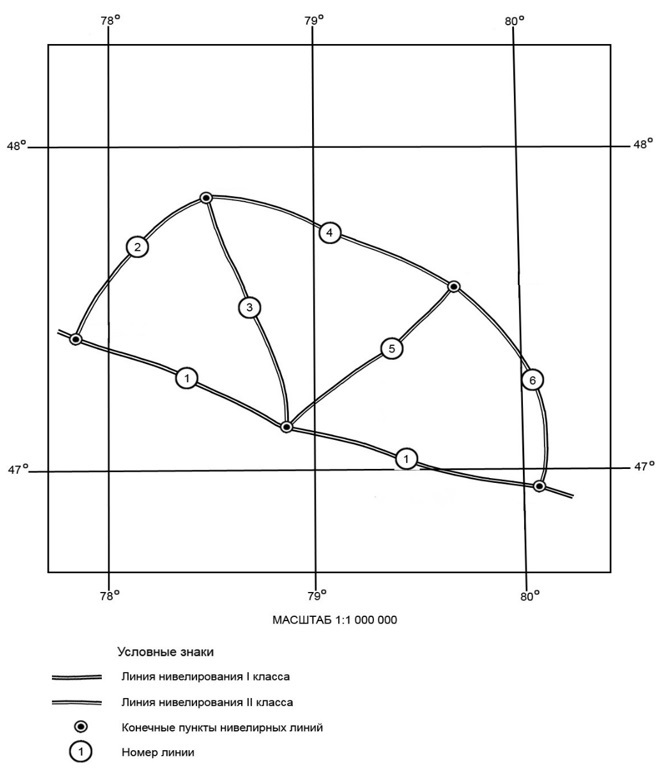 78° 79° 80°
48° 48°
2 4
3
5
1 6
1
47° 47°
78° 79° 80°
МАСШТАБ 1:1 000 000
Условные знаки
Линия нивелирования I класса
Линия нивелирования II класса
Конечные пункты нивелирных линий
1 Номер линии